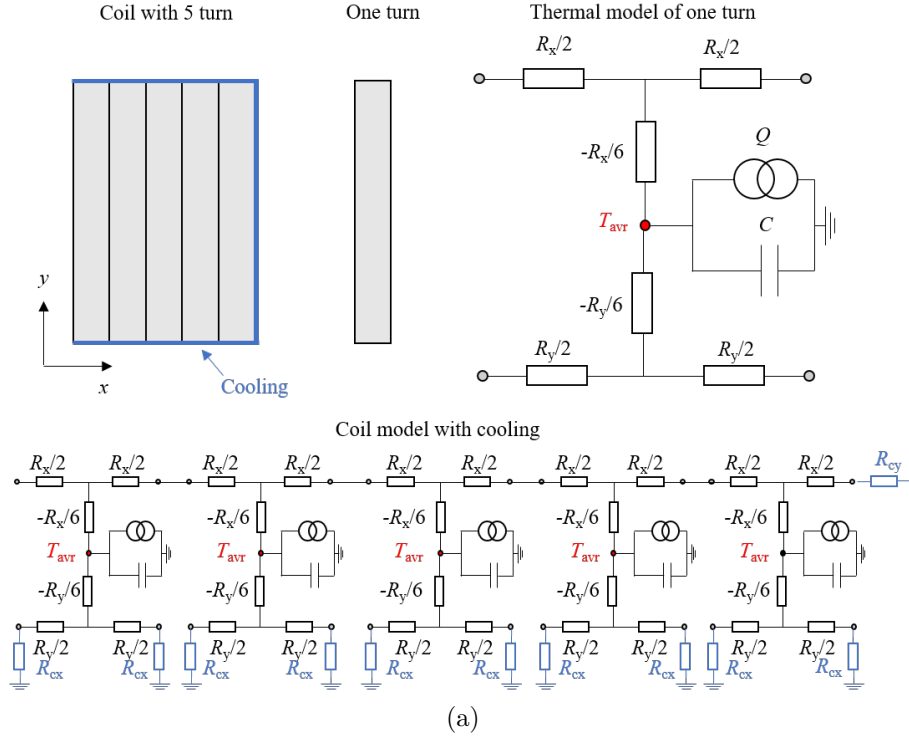 Coil with 5 turn
One turn
Thermal model of one turn
Rx/2
Rx/2
-Rx/6
Q
Tavr
C
-Ry/6
Ry/2
Ry/2
y
x
Cooling
Coil model with cooling
Rx/2 Rx/2 Rx/2 Rx/2 Rx/2 Rx/2 Rx/2 Rx/2 Rx/2 Rx/2 Rcy
-Rx/6 -Rx/6 -Rx/6 -Rx/6 -Rx/6
Tavr Tavr Tavr Tavr Tavr
-Ry/6 -Ry/6 -Ry/6 -Ry/6 -Ry/6
Ry/2 Ry/2 Ry/2 Ry/2 Ry/2 Ry/2 Ry/2 Ry/2 Ry/2 Ry/2
Rcx Rcx Rcx Rcx Rcx Rcx Rcx Rcx Rcx Rcx
(a)